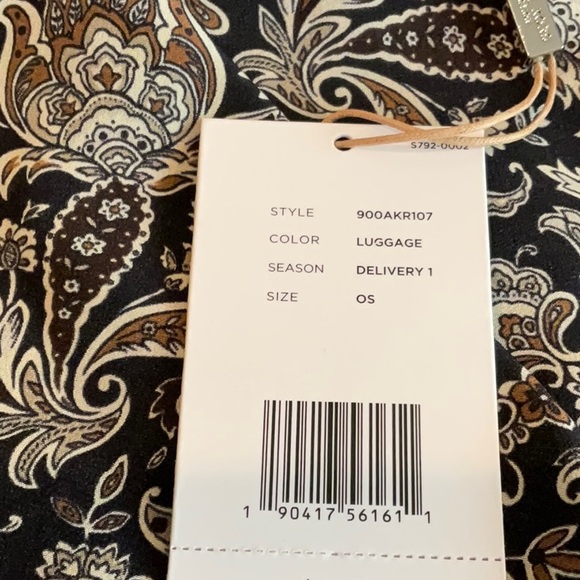 S792-0002
STYLE 900AKR107
COLOR LUGGAGE
SEASON DELIVERY 1
SIZE OS
1 90417 56161 1